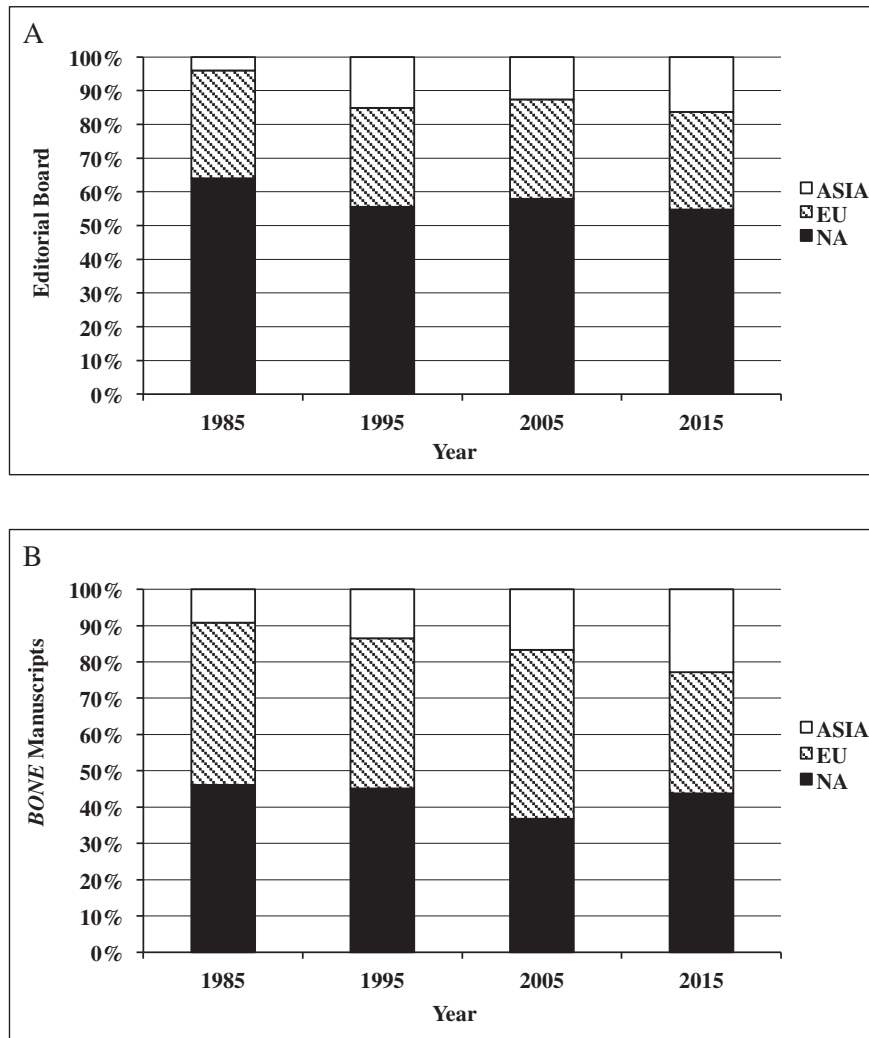 A
100%
90%
80%
70%
60%
50%
40%
30%
20%
10%
0%
Editorial Board
1985 1995 2005 2015
Year
ASIA
EU
NA
B
100%
90%
80%
70%
60%
50%
40%
30%
20%
10%
0%
BONE Manuscripts
1985 1995 2005 2015
Year
ASIA
EU
NA